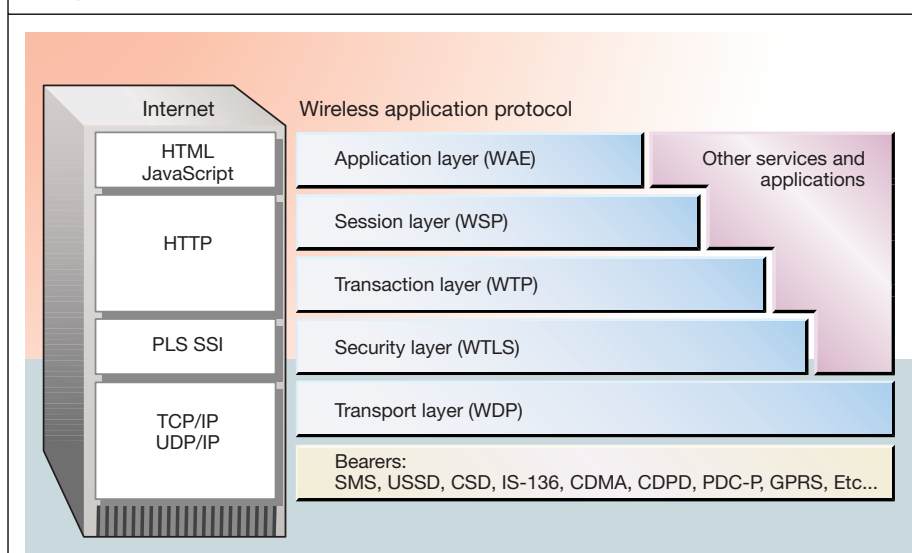 Internet
HTML
JavaScript
HTTP
PLS SSI
TCP/IP
UDP/IP
Wireless application protocol
Application layer (WAE)
Session layer (WSP)
Transaction layer (WTP)
Security layer (WTLS)
Transport layer (WDP)
Bearers:
SMS, USSD, CSD, IS-136, CDMA, CDPD, PDC-P, GPRS, Etc...
Other services and
applications